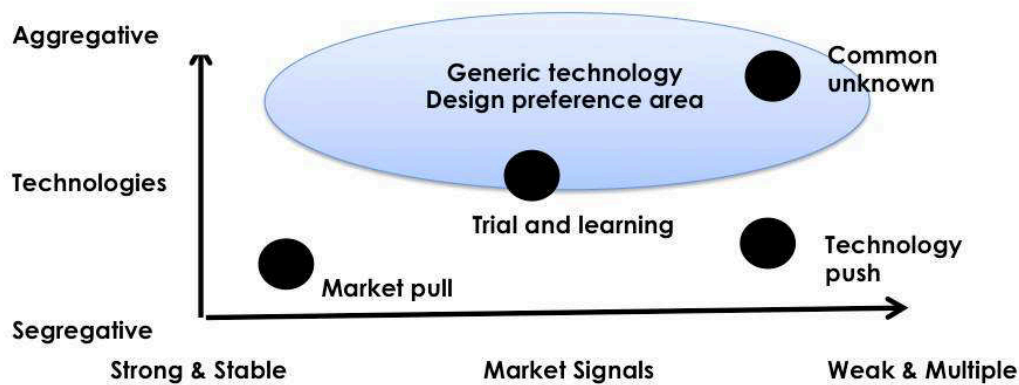 Aggregative
Generic technology
Design preference area
Common
unknown
Technologies
Trial and learning
Technology
push
Market pull
Segregative
Strong & Stable
Market Signals
Weak & Multiple